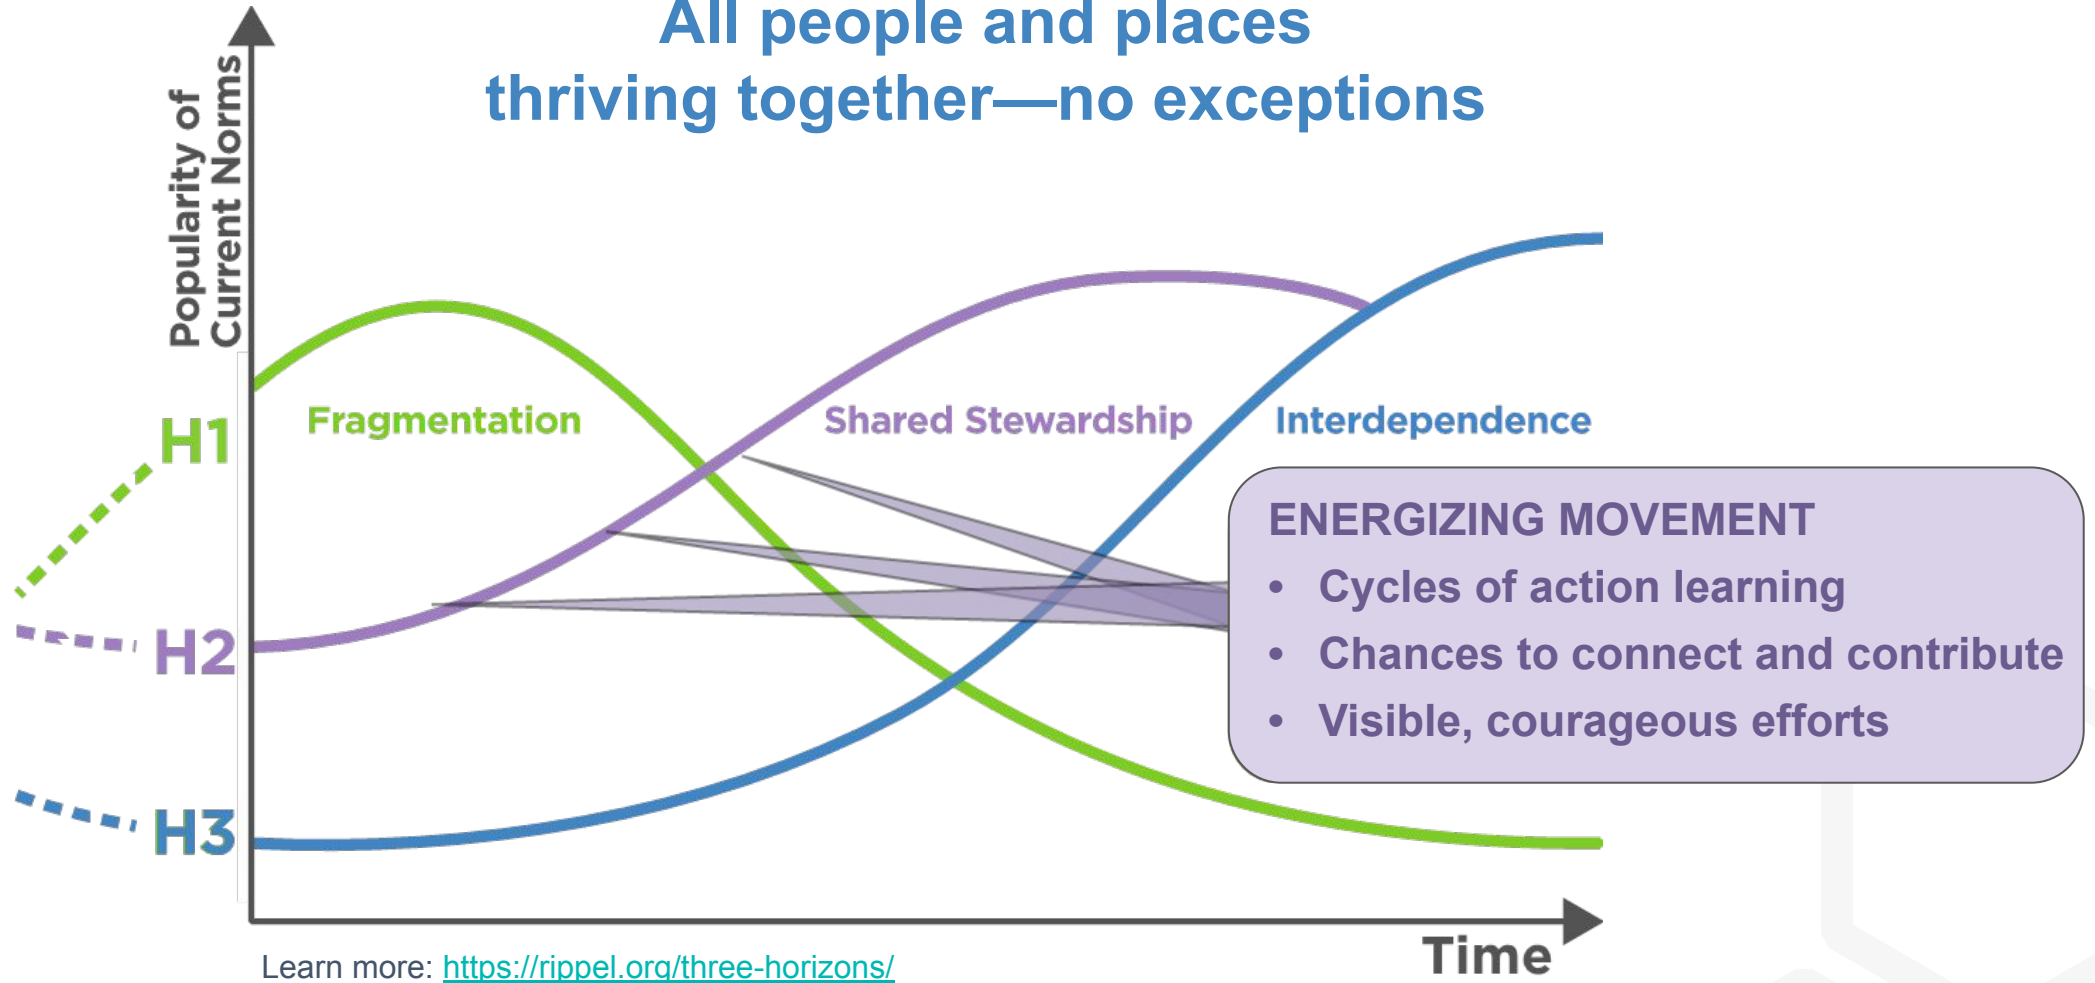 All people and places
thriving together—no exceptions
Popularity of
Current Norms
H1
Fragmentation
Shared Stewardship
Interdependence
ENERGIZING MOVEMENT
• Cycles of action learning
• Chances to connect and contribute
• Visible, courageous efforts
H2
H3
Time
Learn more: https://rippel.org/three-horizons/